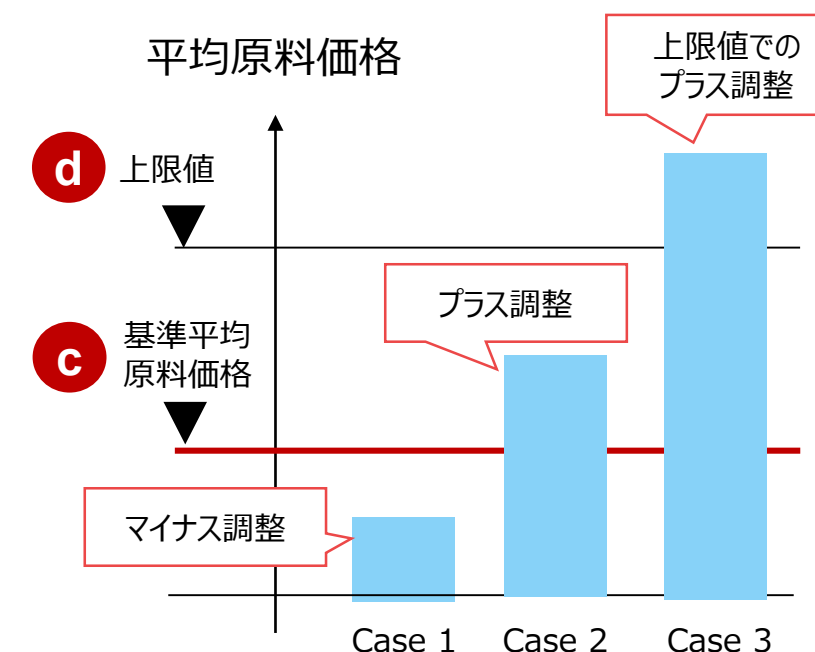 平均原料価格
上限値での
プラス調整
d
上限値
プラス調整
c
基準平均
原料価格
マイナス調整
Case 1
Case 2
Case 3